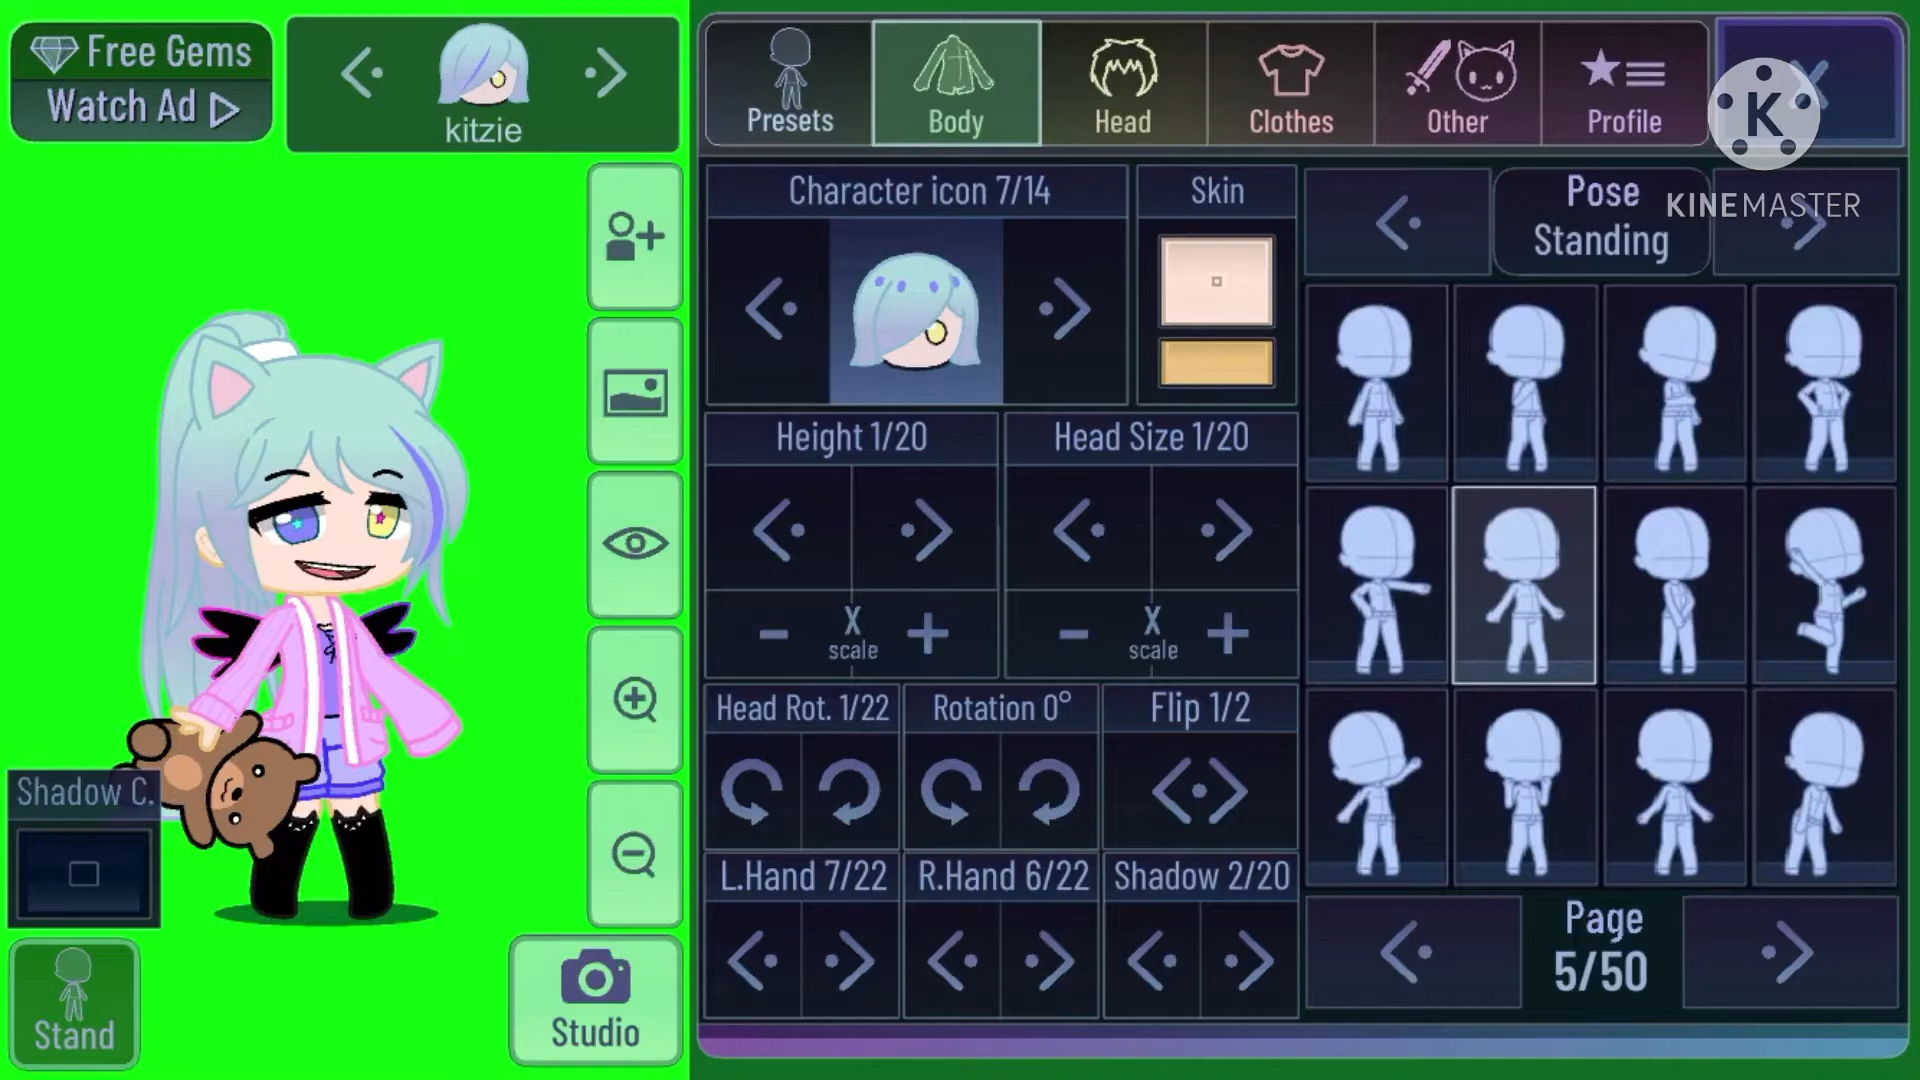 Free Gems
Watch Ad
kitzie
Presets
Body
Head
Clothes
Other
Profile
K
KINEMASTER
Character icon 7/14
Skin
Pose
Standing
Height 1/20
Head Size 1/20
X
scale
X
scale
Head Rot. 1/22
Rotation 0°
Flip 1/2
Shadow C.
L.Hand 7/22
R.Hand 6/22
Shadow 2/20
Page
5/50
Stand
Studio